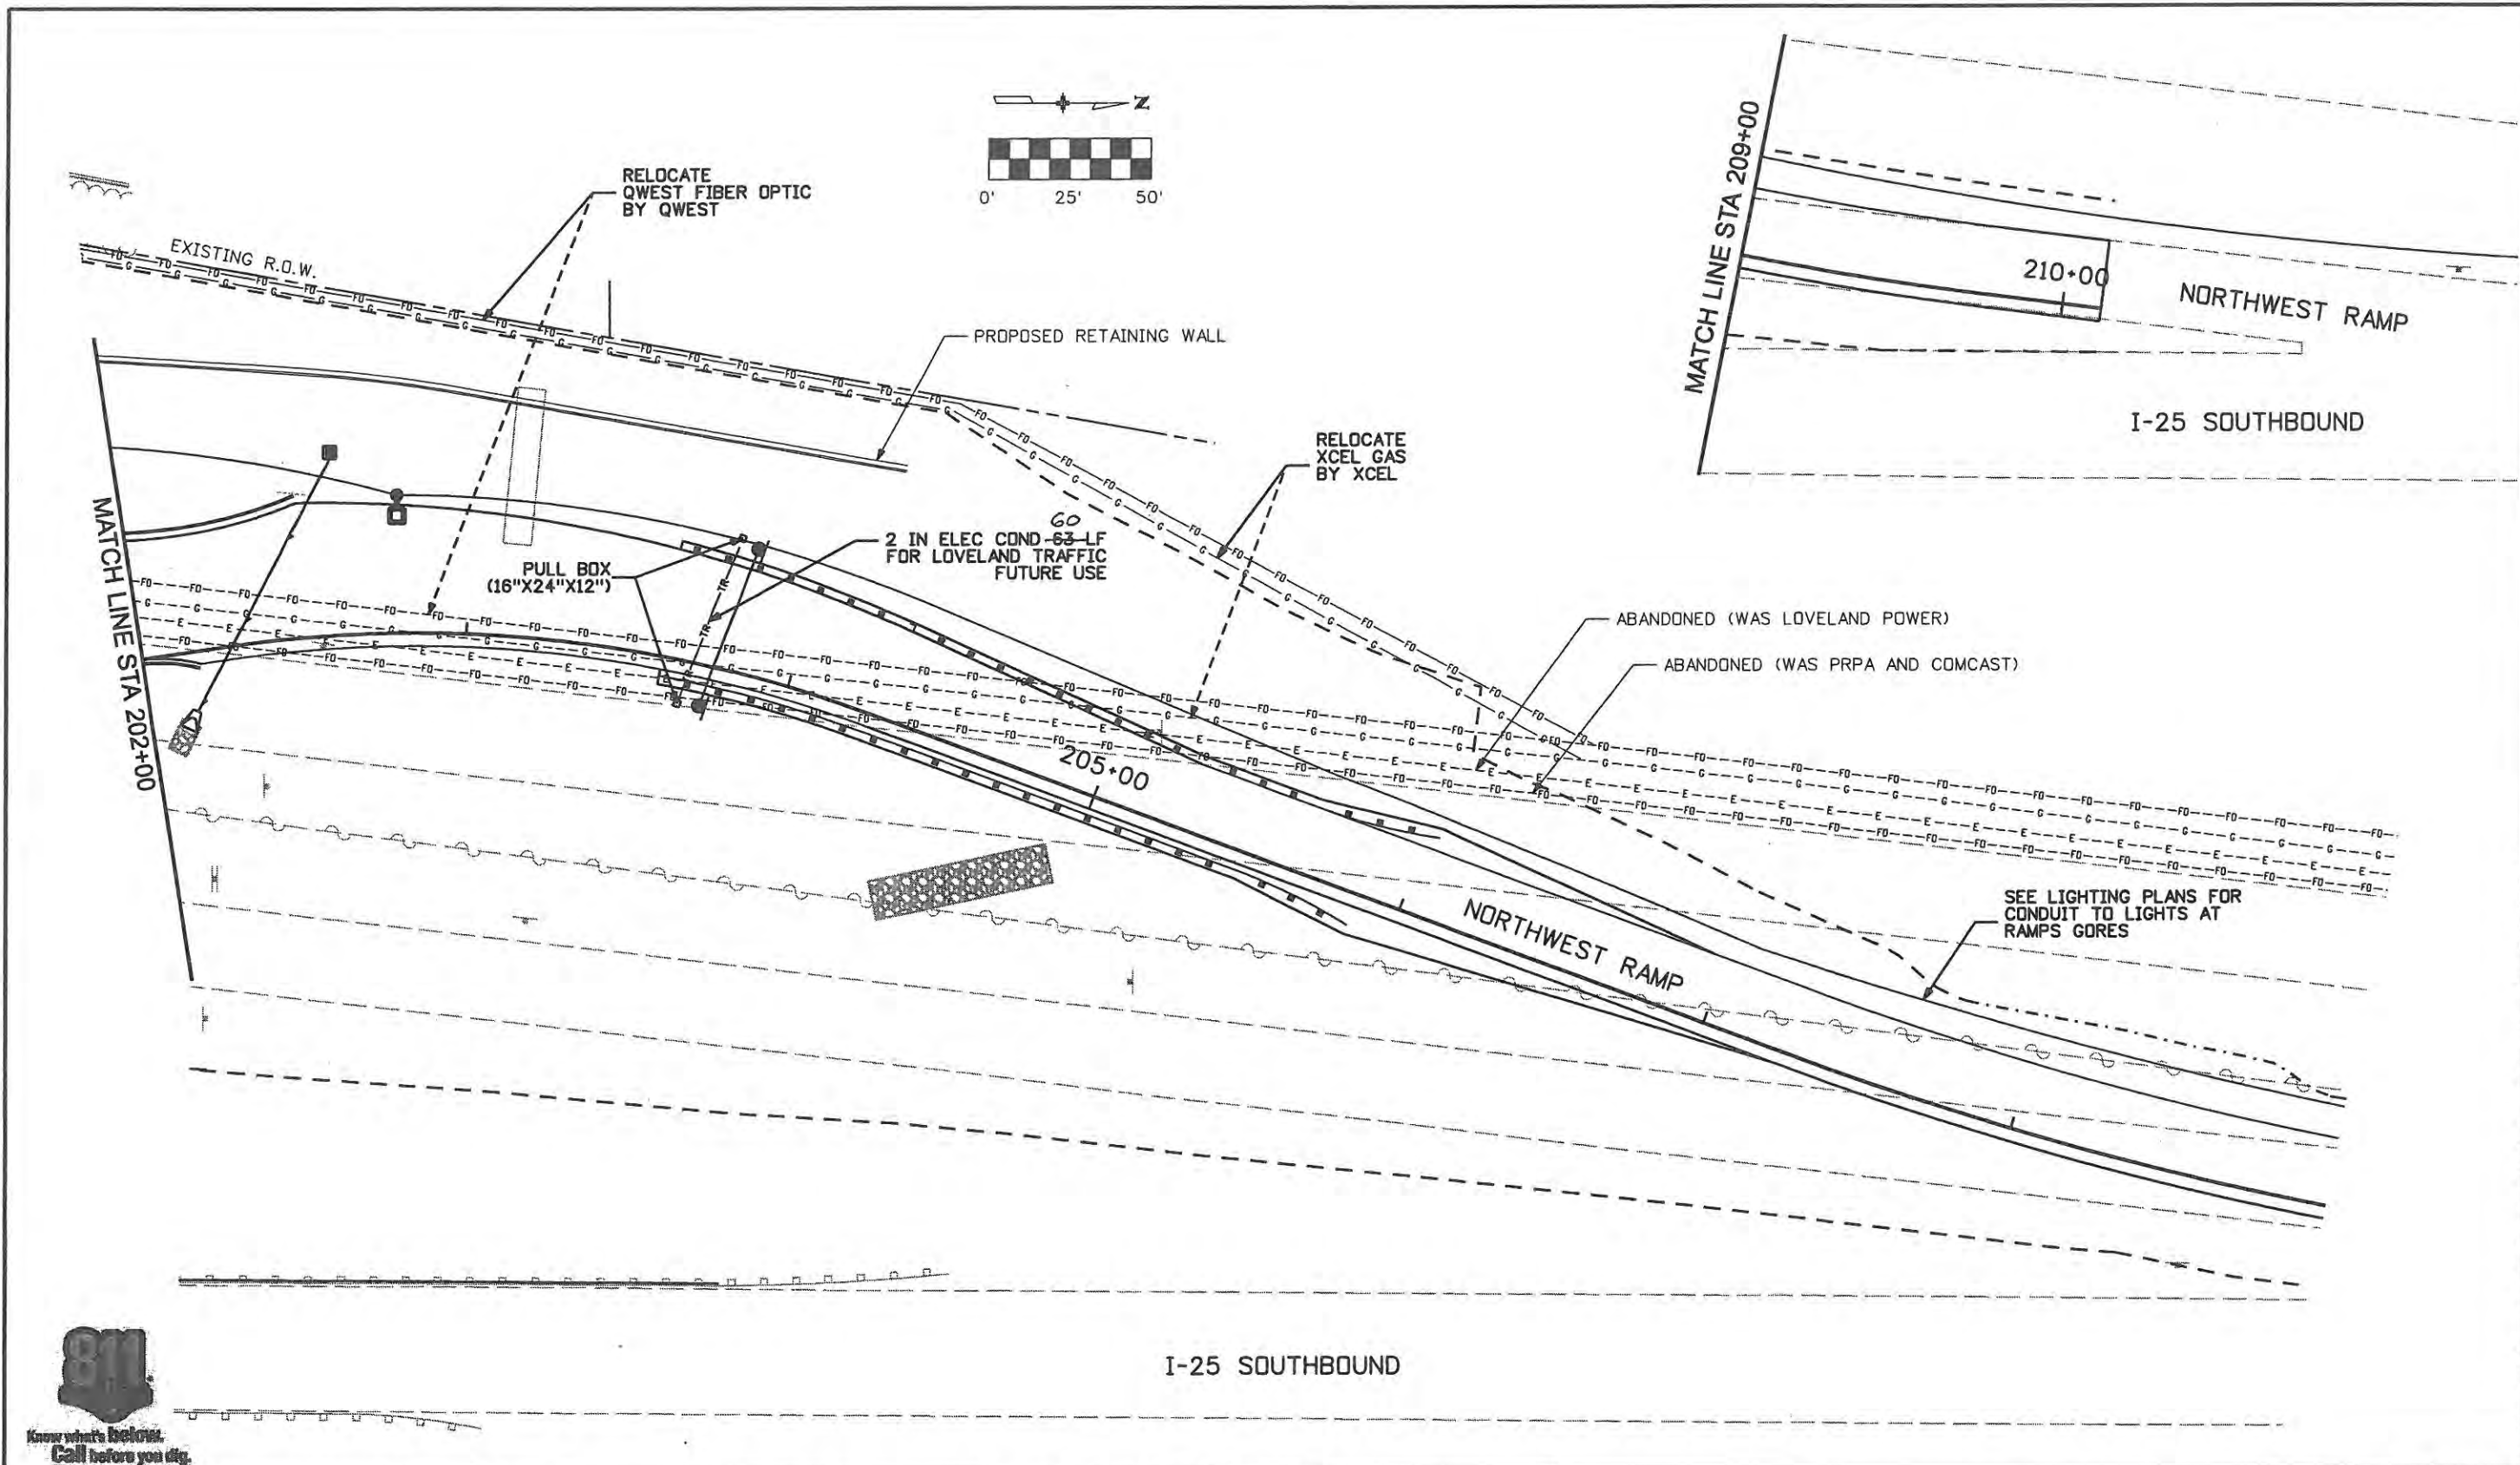 N
0' 25' 50'
RELOCATE
QWEST FIBER OPTIC
BY QWEST
EXISTING R.O.W.
PROPOSED RETAINING WALL
MATCH LINE STA 209+00
210+00
NORTHWEST RAMP
I-25 SOUTHBOUND
RELOCATE
XCEL GAS
BY XCEL
60
2 IN ELEC COND 63 LF
FOR LOVELAND TRAFFIC
FUTURE USE
PULL BOX
(16"X24"X12")
MATCH LINE STA 202+00
ABANDONED (WAS LOVELAND POWER)
ABANDONED (WAS PRPA AND COMCAST)
205+00
SEE LIGHTING PLANS FOR
CONDUIT TO LIGHTS AT
RAMPS GORES
NORTHWEST RAMP
I-25 SOUTHBOUND
811
Know what's below.
Call before you dig.